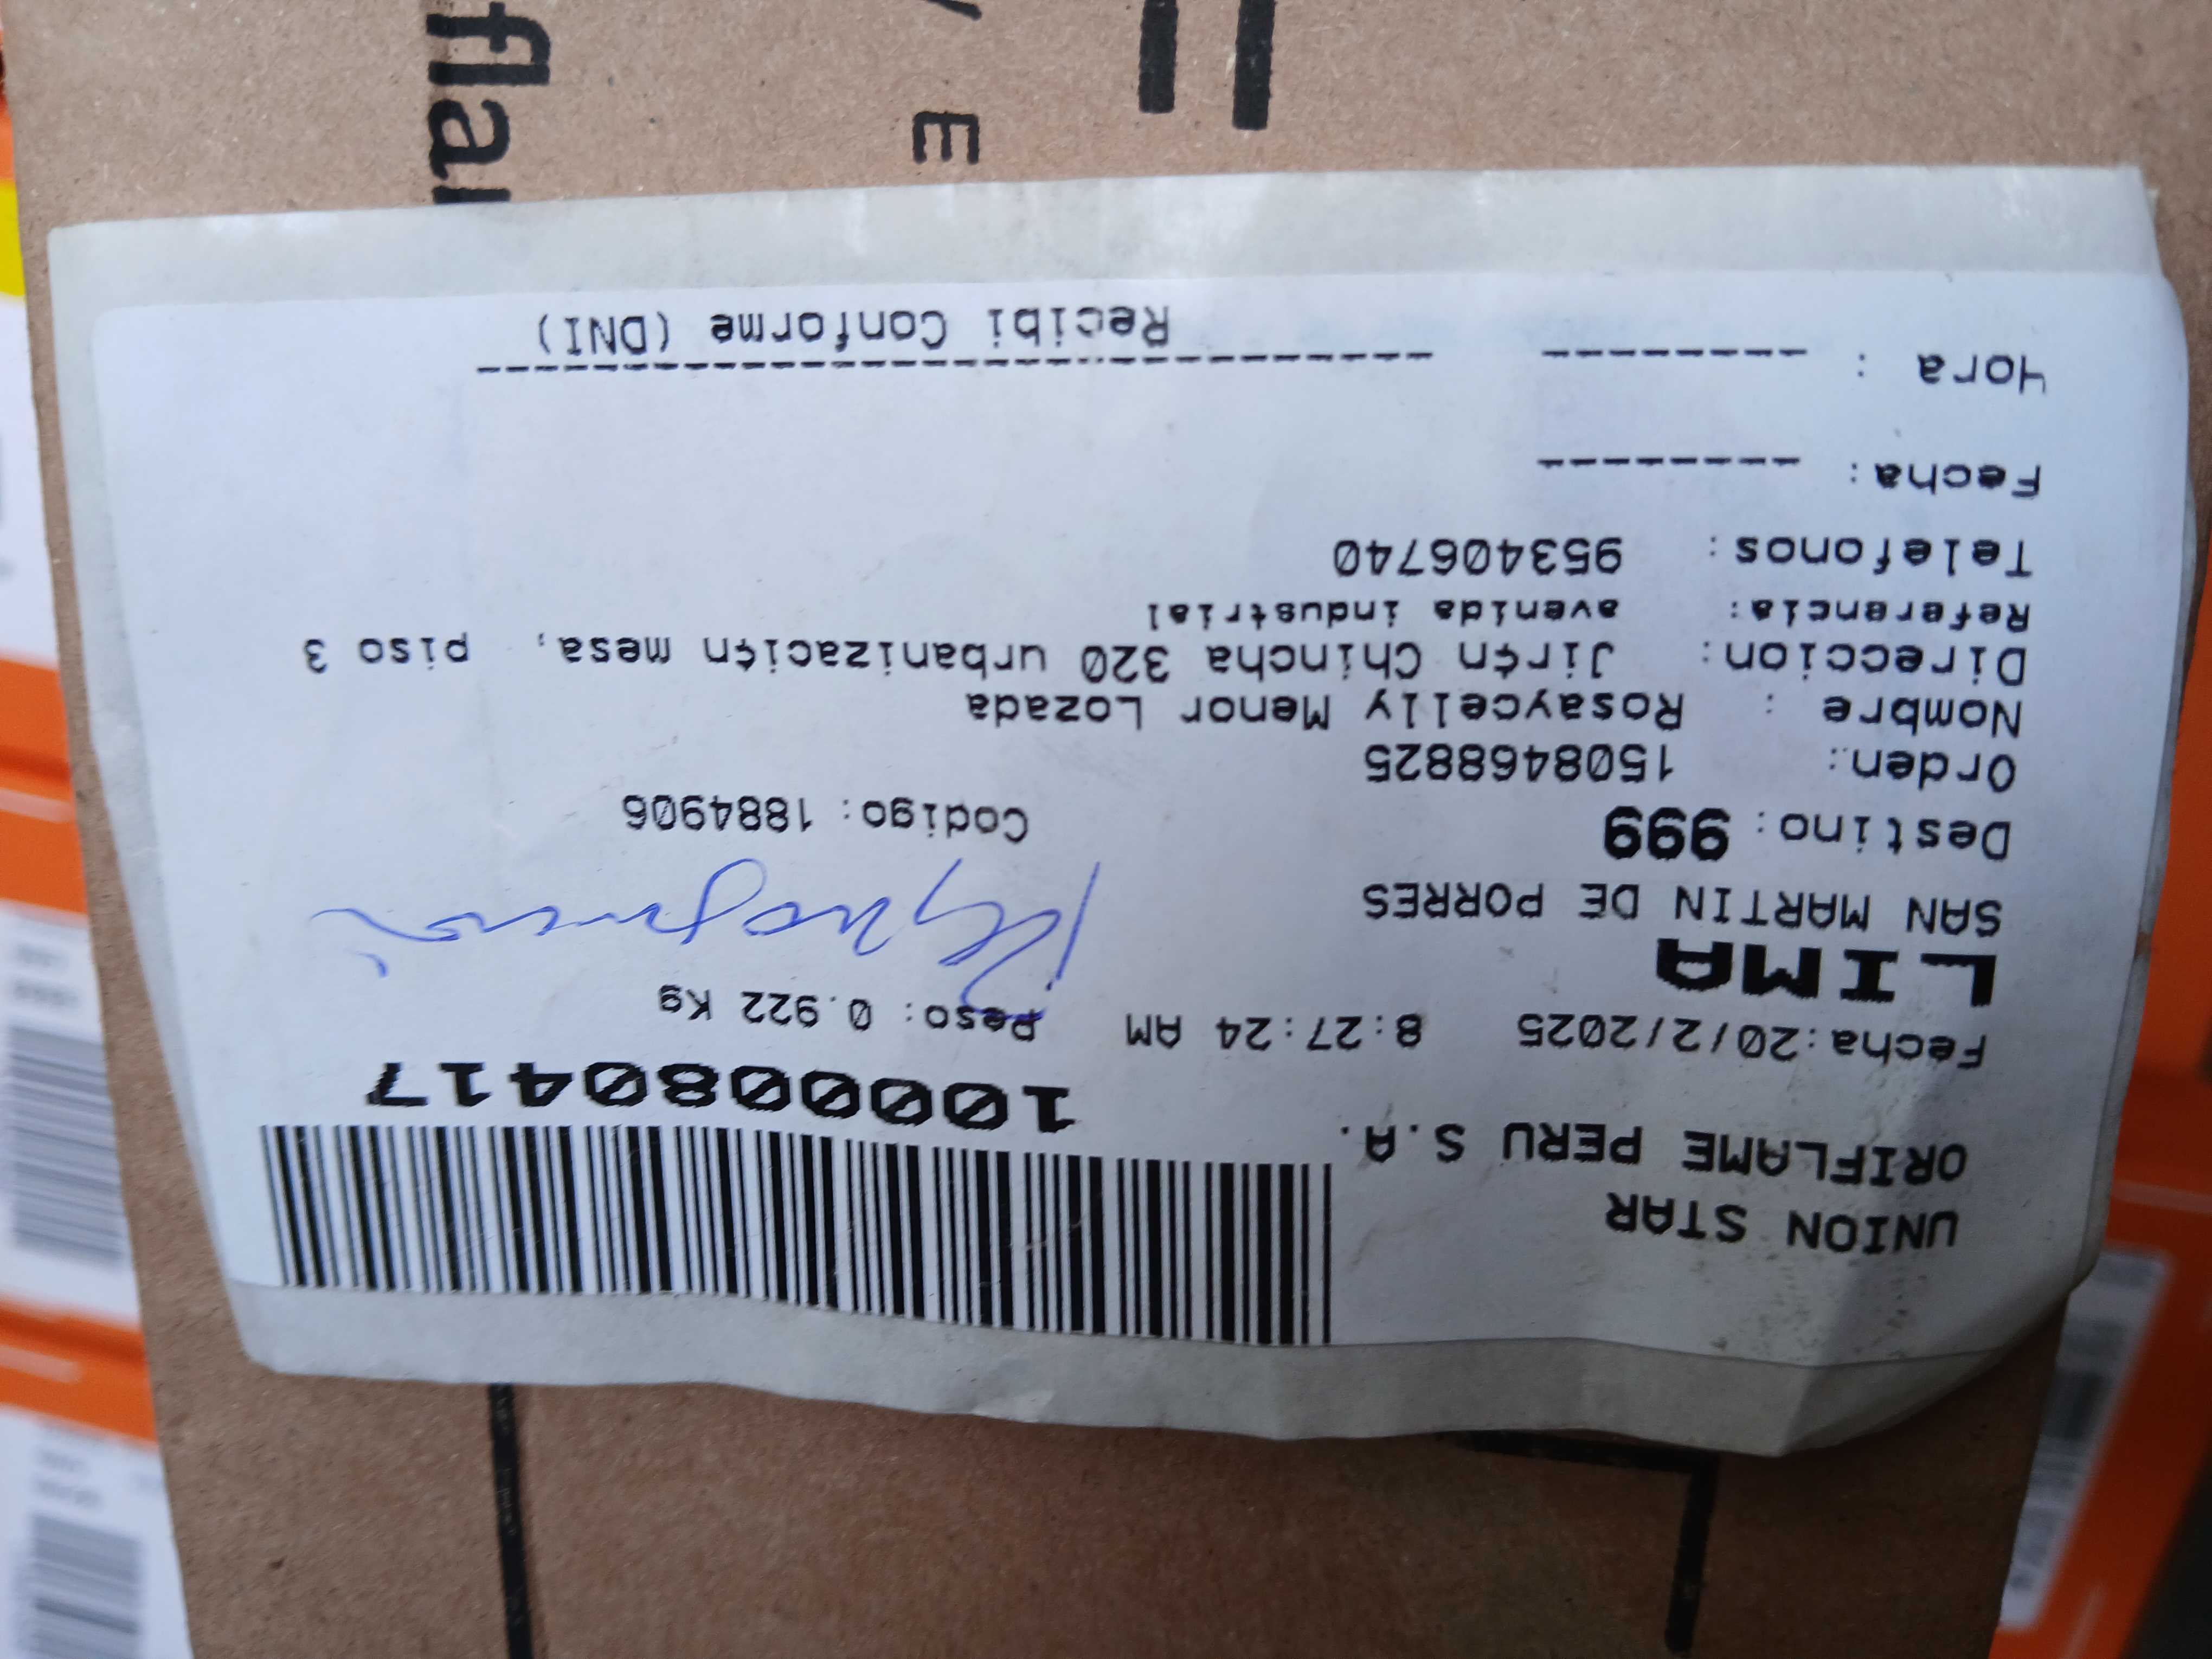 UNION STAR
ORIFLAME PERU S.A.
1000080417
Fecha:20/2/2025 8:27:24 AM Peso: 0.922 Kg
LIMA
SAN MARTIN DE PORRES
Destino: 999 Codigo: 1884906
Orden.: 1508468825
Nombre : Rosaycelly Menor Lozada
Direccion: Jir¢n Chincha 320 urbanizaci¢n mesa, piso 3
Referencia: avenida industrial
Telefonos: 953406740
Fecha: ---------
Hora : ---------
Recibi Conforme (DNI)
fla
E